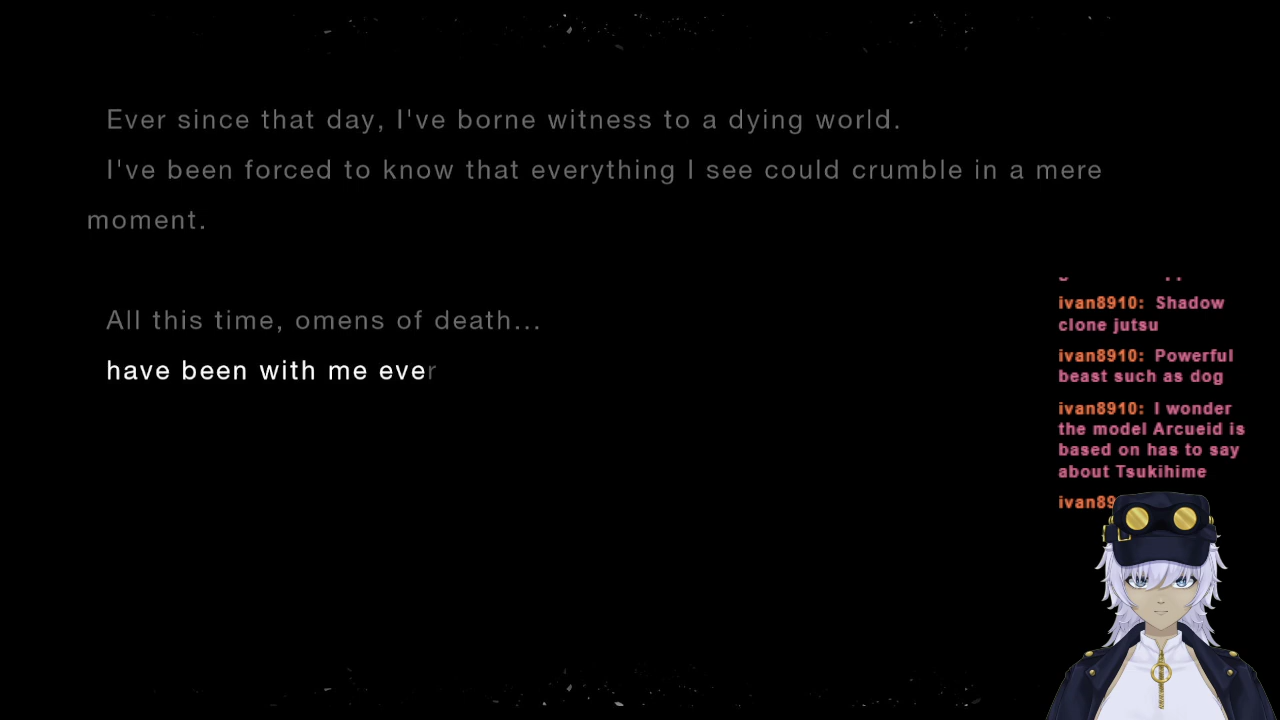 Ever since that day, I've borne witness to a dying world.
I've been forced to know that everything I see could crumble in a mere
moment.
All this time, omens of death...
have been with me ever
ivan8910: Shadow
clone jutsu
ivan8910: Powerful
beast such as dog
ivan8910: I wonder
the model Arcueid is
based on has to say
about Tsukihime
ivan89